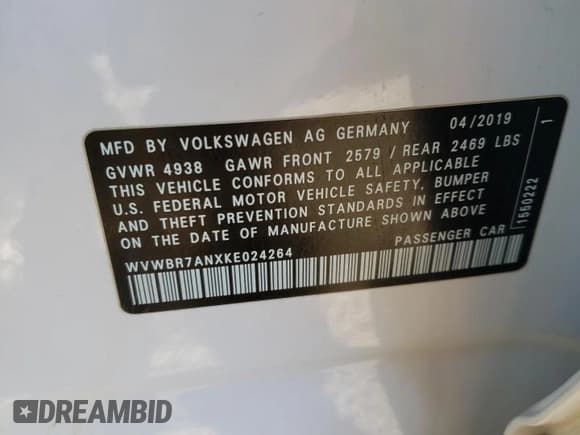 MFD BY VOLKSWAGEN AG GERMANY 04/2019
GVWR 4938 GAWR FRONT 2579 / REAR 2469 LBS
THIS VEHICLE CONFORMS TO ALL APPLICABLE
U.S. FEDERAL MOTOR VEHICLE SAFETY, BUMPER
AND THEFT PREVENTION STANDARDS IN EFFECT
ON THE DATE OF MANUFACTURE SHOWN ABOVE
WVWBR7ANXKE024264 PASSENGER CAR
1550222 1
DREAMBID